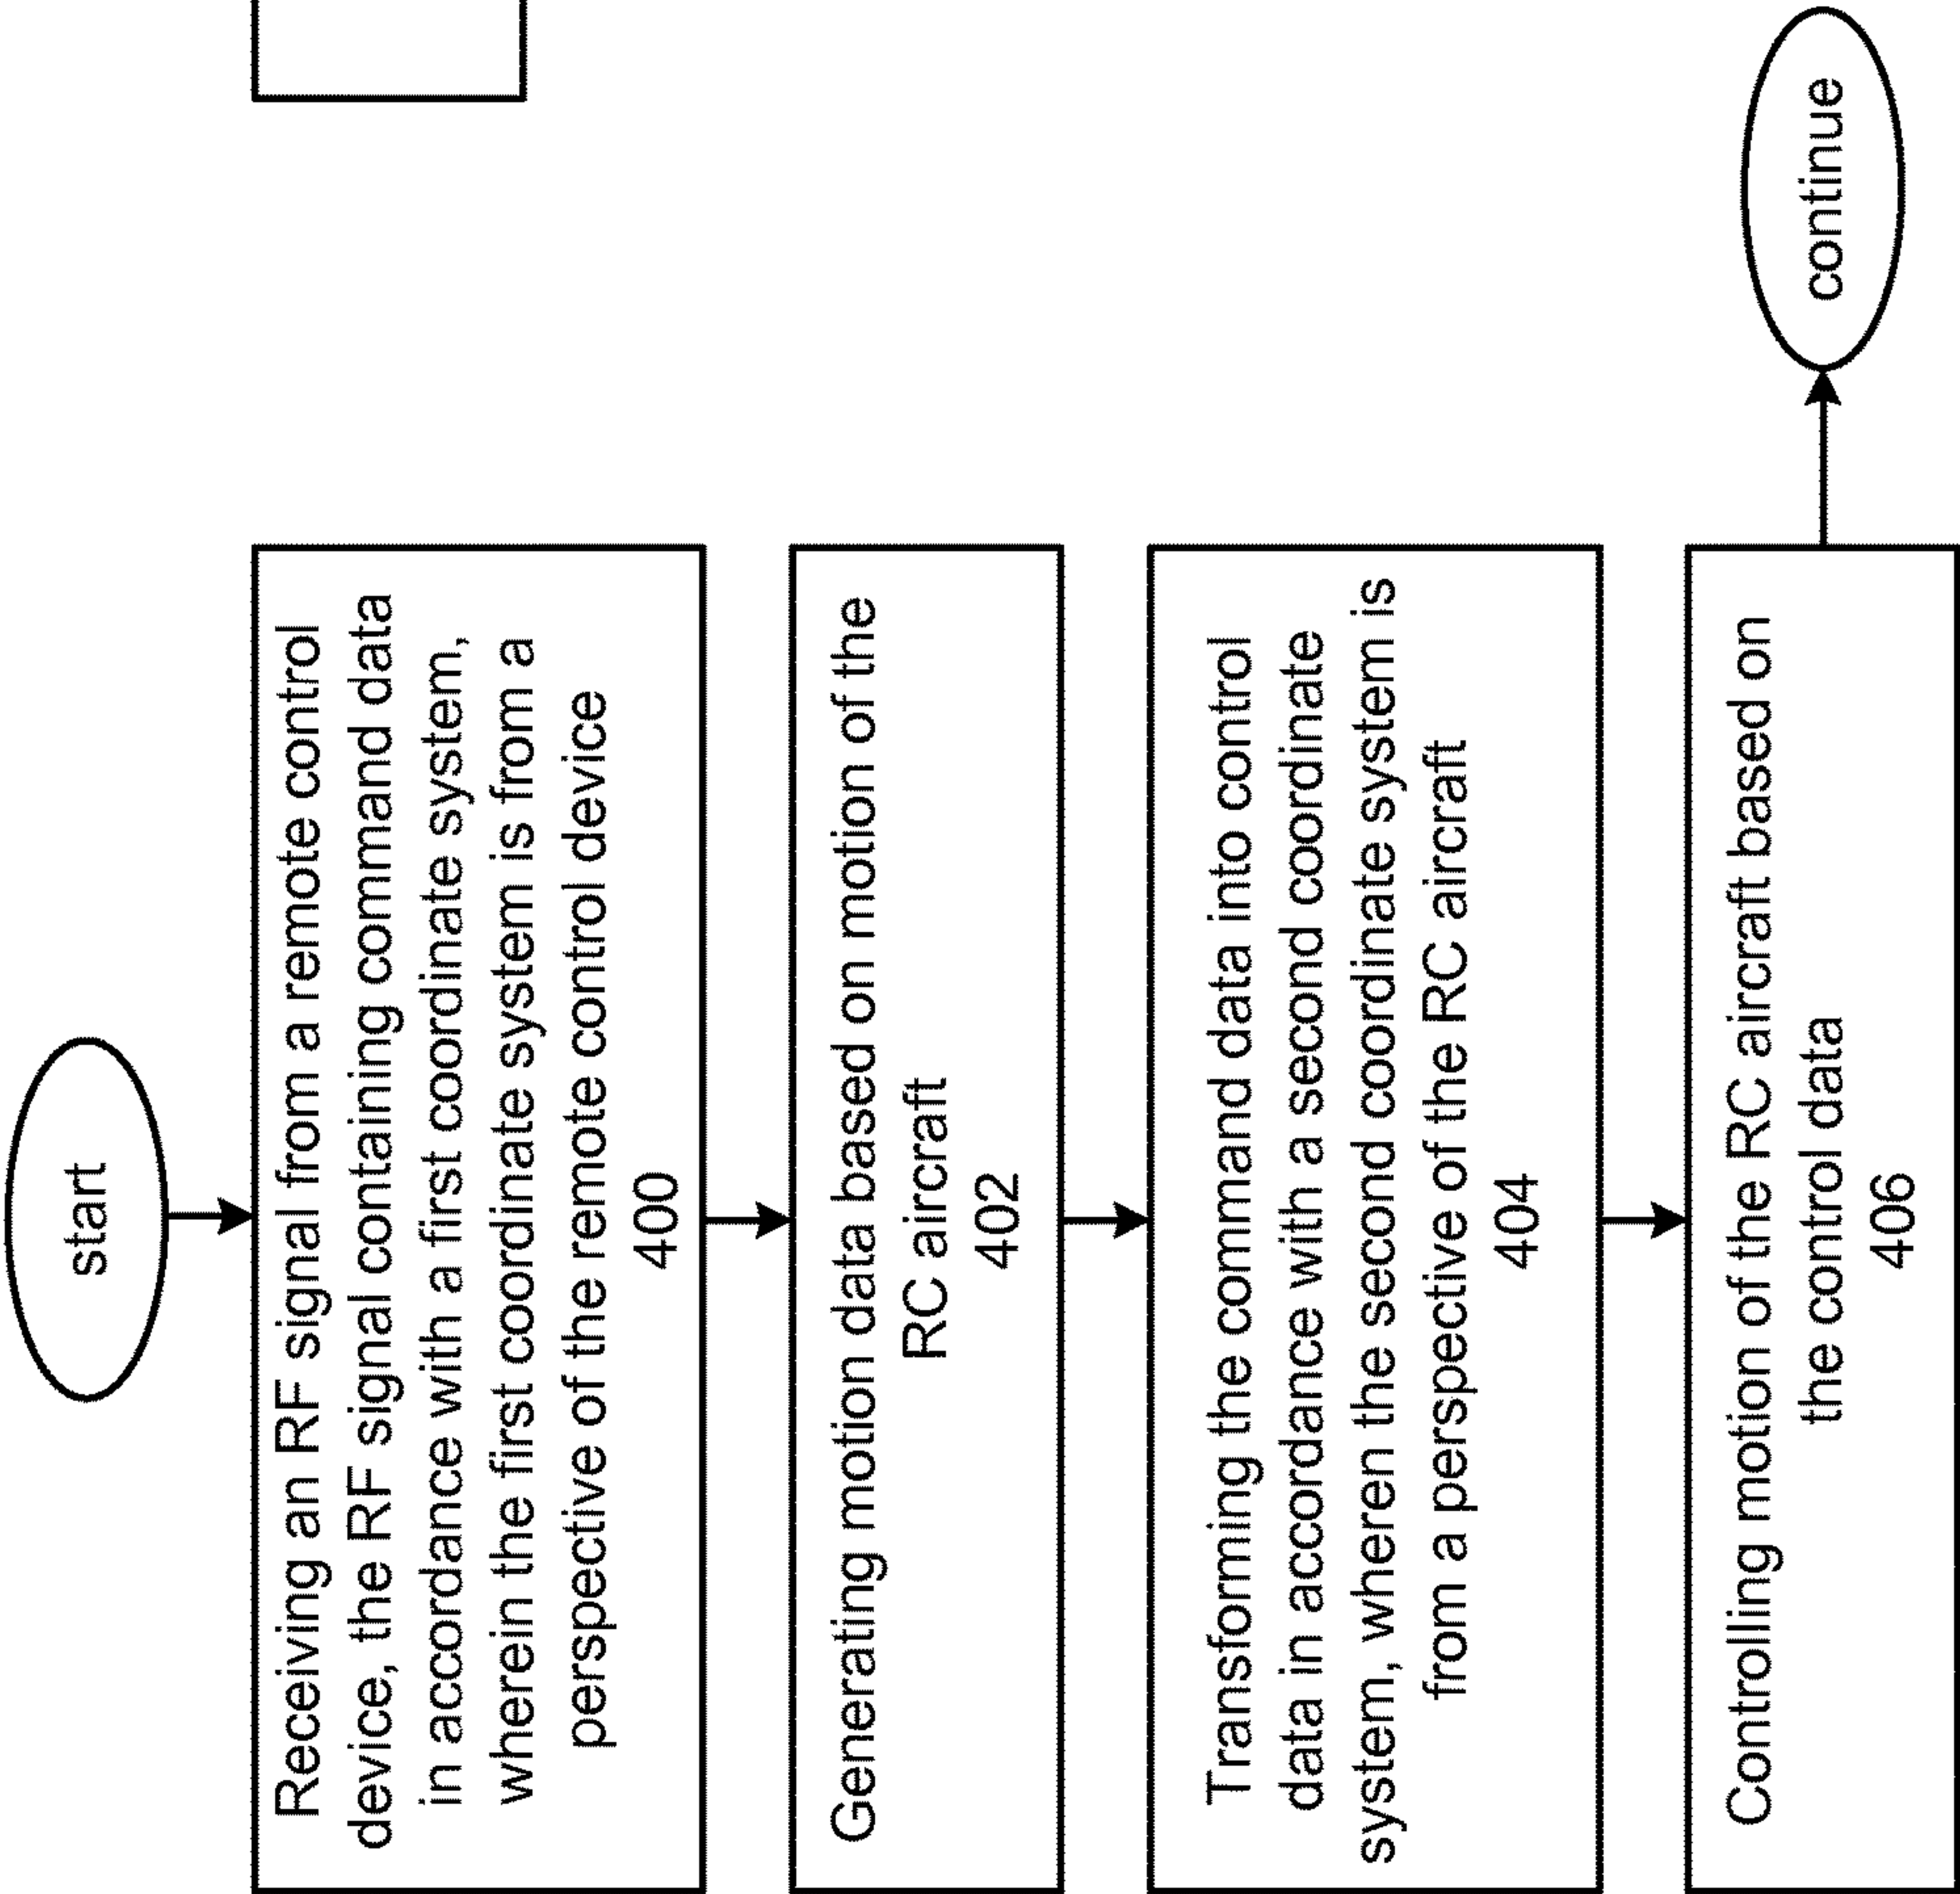 start
Receiving an RF signal from a remote control
device, the RF signal containing command data
in accordance with a first coordinate system,
wherein the first coordinate system is from a
perspective of the remote control device
400
Generating motion data based on motion of the
RC aircraft
402
Transforming the command data into control
data in accordance with a second coordinate
system, wheren the second coordinate system is
from a perspective of the RC aircraft
404
Controlling motion of the RC aircraft based on
the control data
406
continue